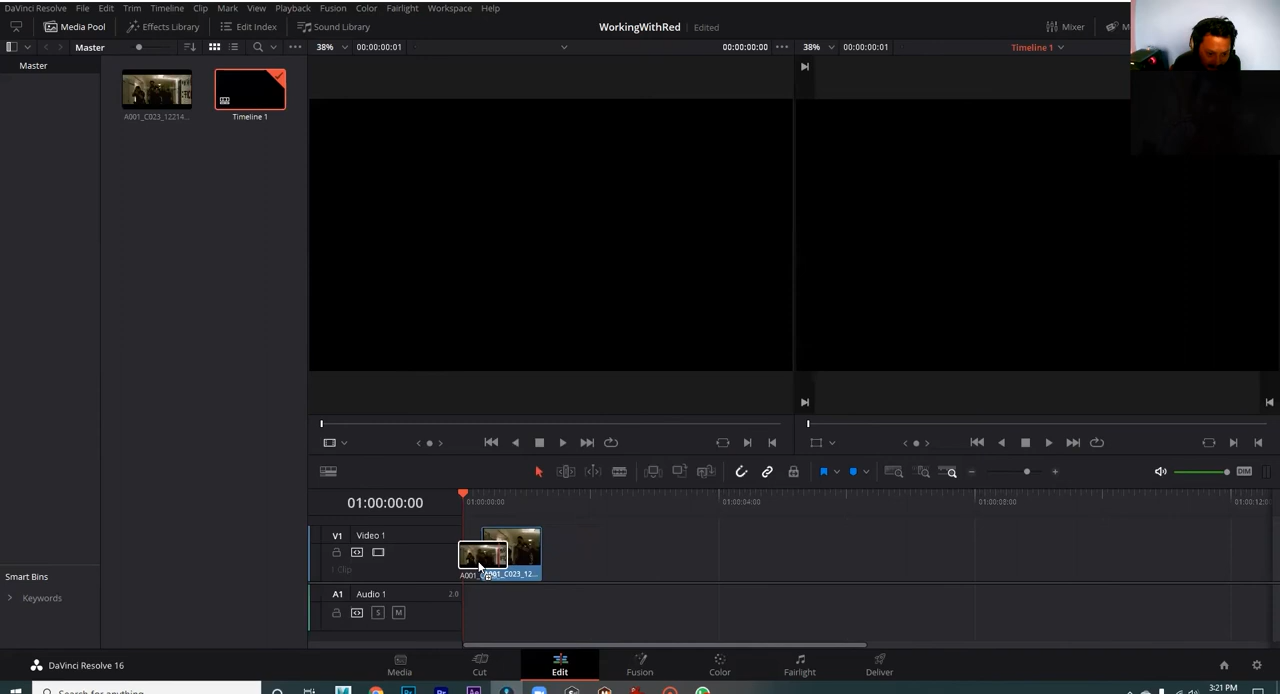 DaVinci Resolve File Edit Trim Timeline Clip Mark View Playback Fusion Color Fairlight Workspace Help
Media Pool Effects Library Edit Index Sound Library WorkingWithRed Edited Mixer
Master 38% 00:00:00:01 00:00:00:00 38% 00:00:00:01 Timeline 1
Master
A001_C023_12214... Timeline 1
01:00:00:00 01:00:00:00 01:00:04:00 01:00:08:00 01:00:12:0
DIM
V1 Video 1
1 Clip
A001_C023_12...
A1 Audio 1 2.0
S M
Smart Bins
Keywords
DaVinci Resolve 16 Media Cut Edit Fusion Color Fairlight Deliver
Search for anything 3:21 PM